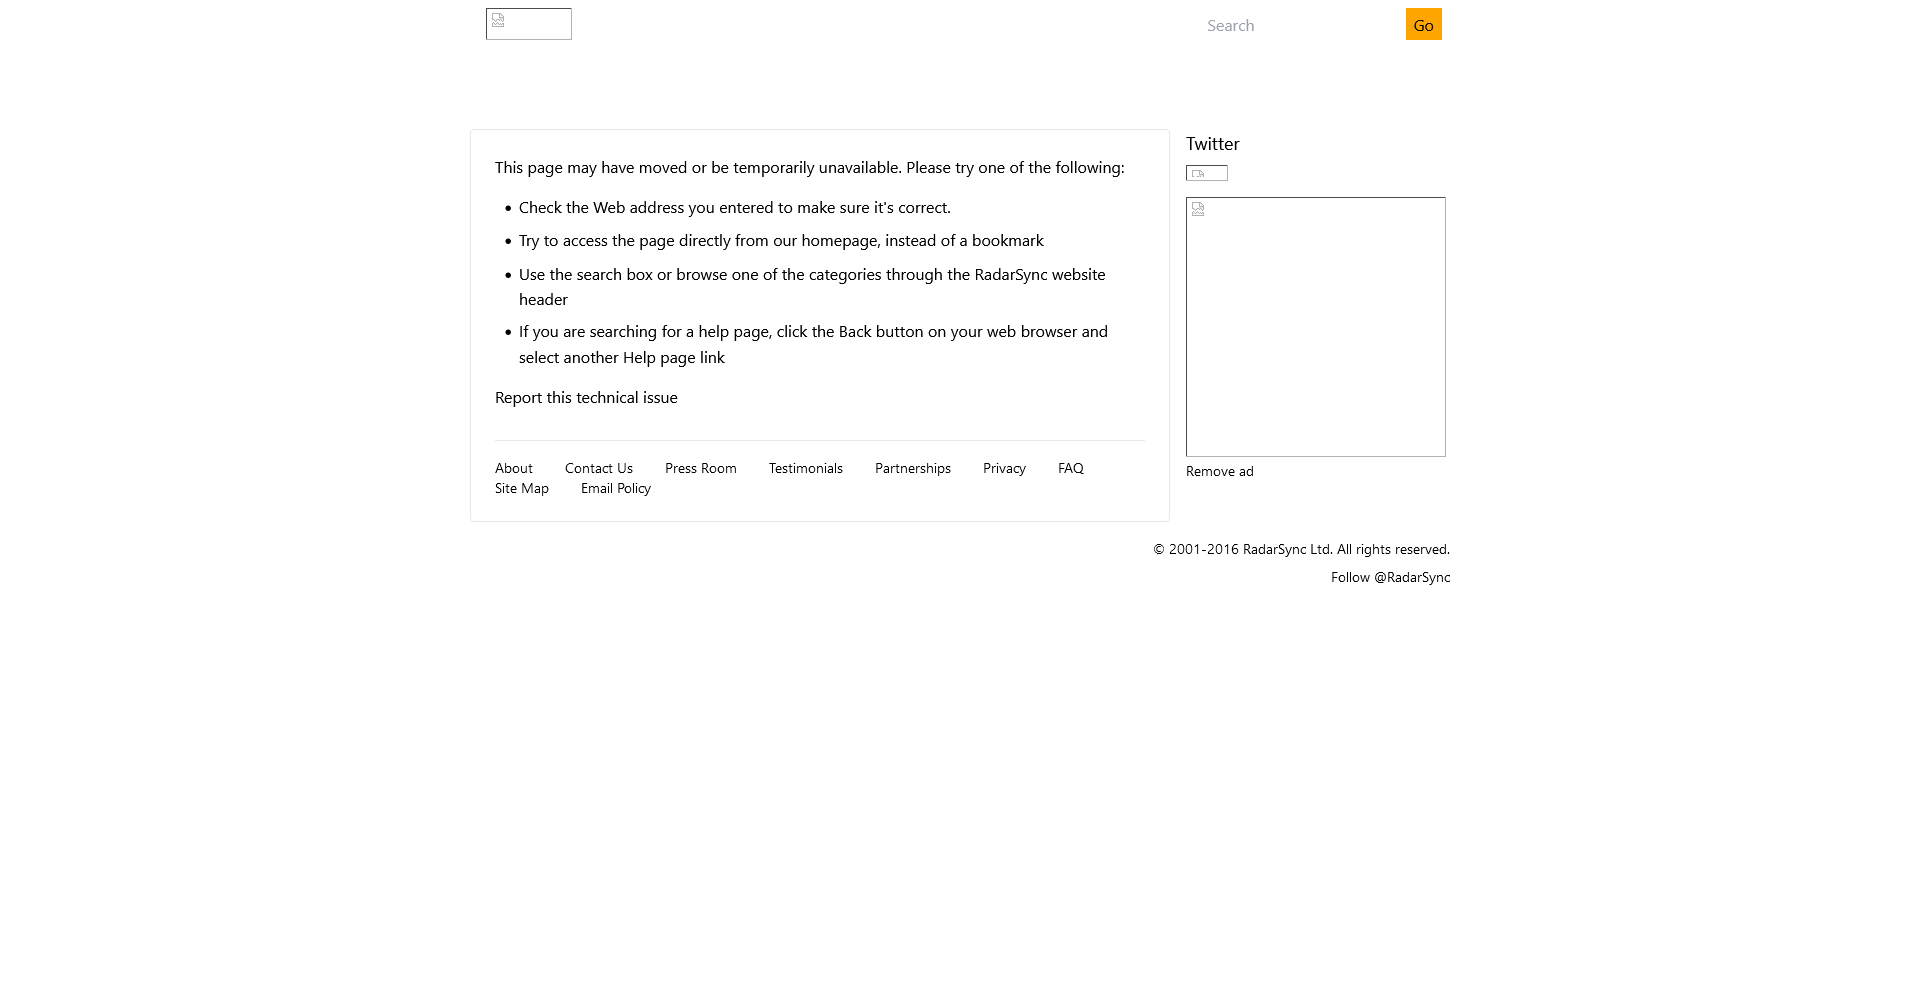 Search
Go
This page may have moved or be temporarily unavailable. Please try one of the following:
• Check the Web address you entered to make sure it's correct.
• Try to access the page directly from our homepage, instead of a bookmark
• Use the search box or browse one of the categories through the RadarSync website
header
• If you are searching for a help page, click the Back button on your web browser and
select another Help page link
Report this technical issue
About Contact Us Press Room Testimonials Partnerships Privacy FAQ
Site Map Email Policy
Twitter
Remove ad
© 2001-2016 RadarSync Ltd. All rights reserved.
Follow @RadarSync